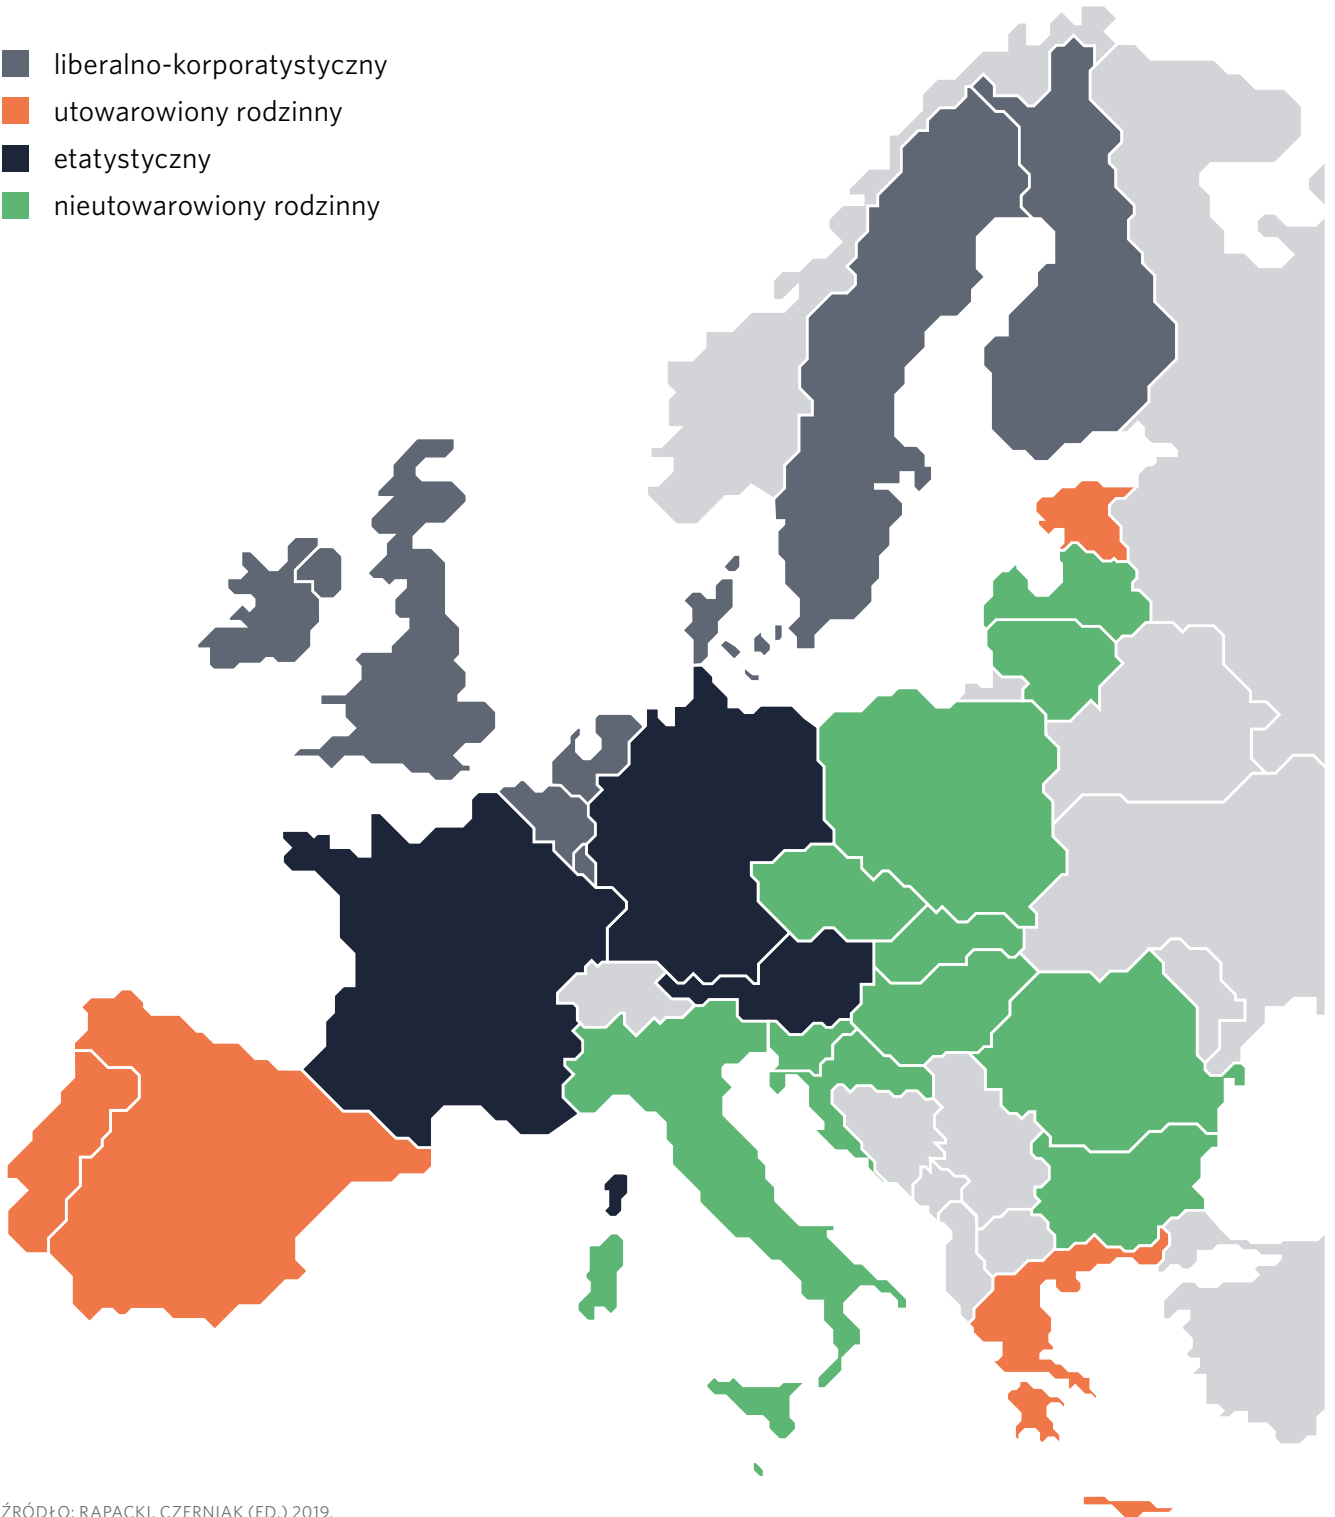 liberalno-korporatystyczny
utowarowiony rodzinny
etatystyczny
nieutowarowiony rodzinny
ŹRÓDŁO: RAPACKI, CZERNIAK (ED.) 2019.